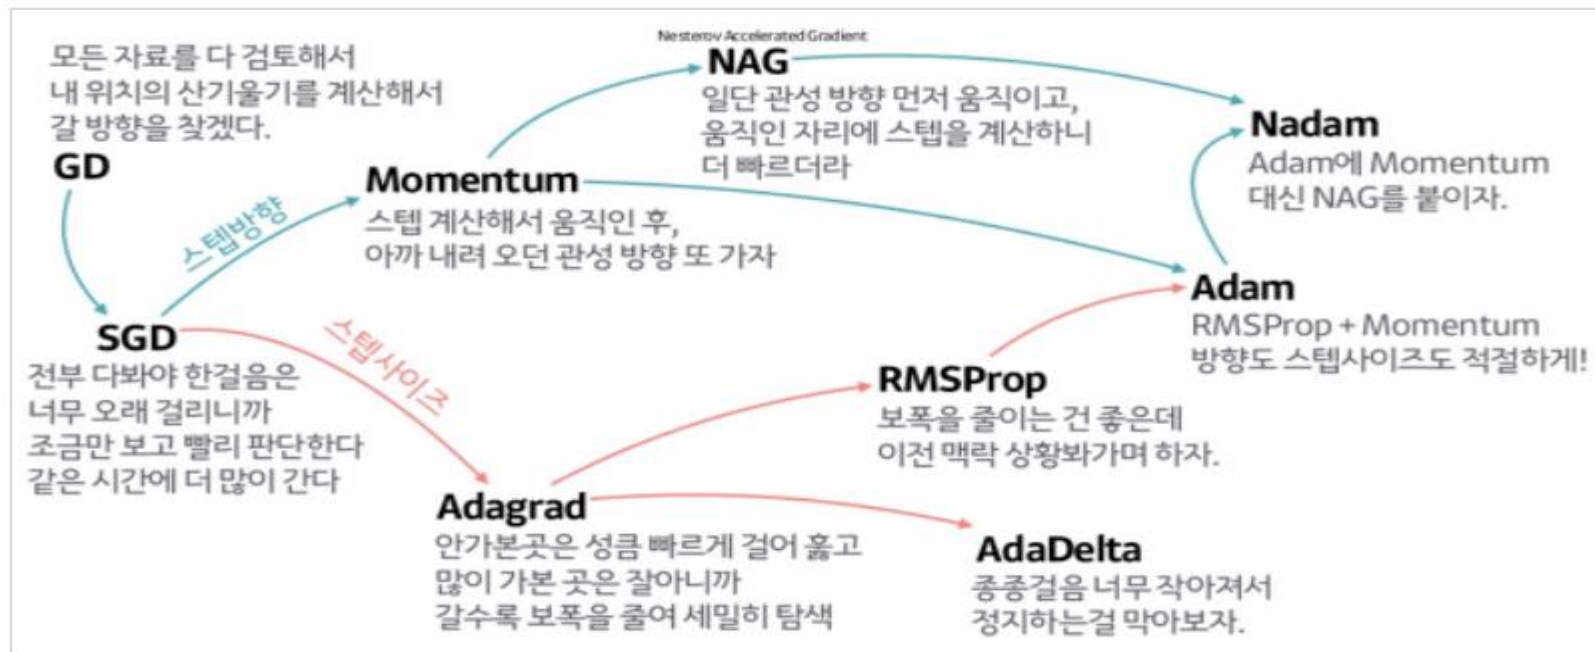 모든 자료를 다 검토해서
내 위치의 산기울기를 계산해서
갈 방향을 찾겠다.
GD
스텝방향
SGD
전부 다봐야 한걸음은
너무 오래 걸리니까
조금만 보고 빨리 판단한다
같은 시간에 더 많이 간다
Momentum
스텝 계산해서 움직인 후,
아까 내려 오던 관성 방향 또 가자
Nesterov Accelerated Gradient
NAG
일단 관성 방향 먼저 움직이고,
움직인 자리에 스텝을 계산하니
더 빠르더라
Nadam
Adam에 Momentum
대신 NAG를 붙이자.
Adam
RMSProp + Momentum
방향도 스텝사이즈도 적절하게!
스텝사이즈
RMSProp
보폭을 줄이는 건 좋은데
이전 맥락 상황봐가며 하자.
Adagrad
안가본곳은 성큼 빠르게 걸어 훑고
많이 가본 곳은 잘아니까
갈수록 보폭을 줄여 세밀히 탐색
AdaDelta
종종걸음 너무 작아져서
정지하는걸 막아보자.